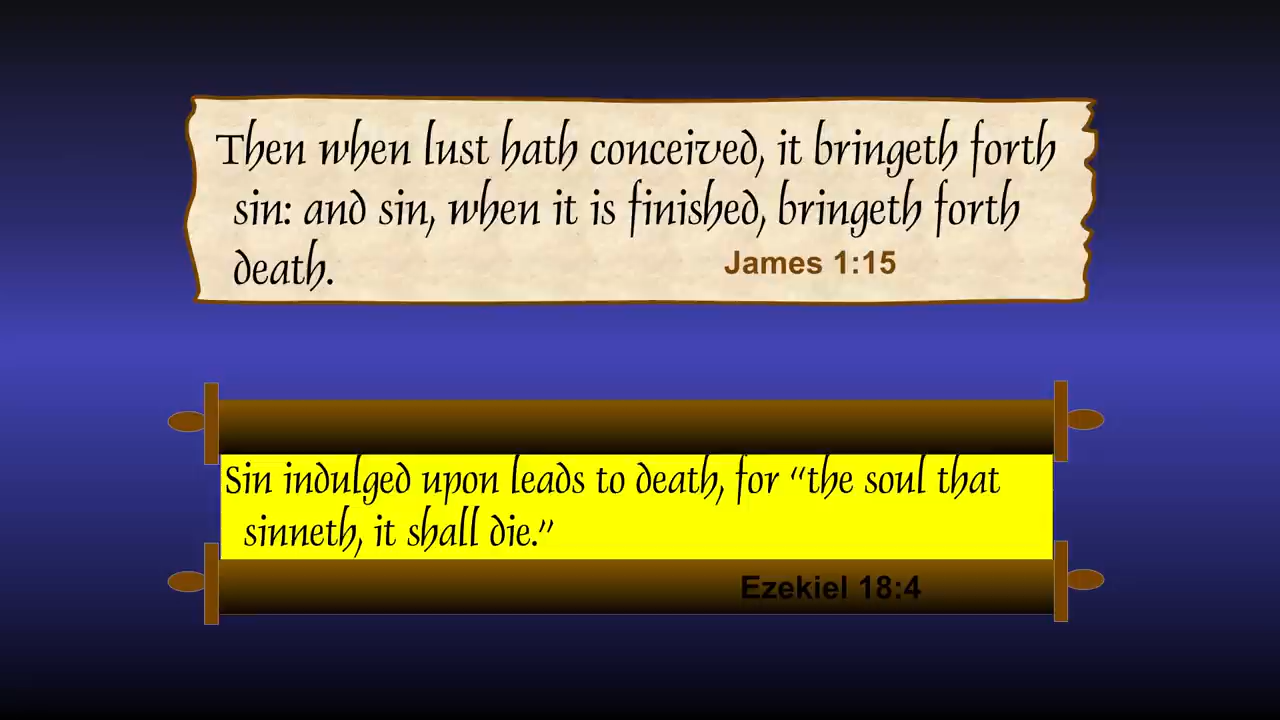 Then when lust hath conceived, it bringeth forth
sin: and sin, when it is finished, bringeth forth
death.
James 1:15
Sin indulged upon leads to death, for “the soul that
sinneth, it shall die.”
Ezekiel 18:4